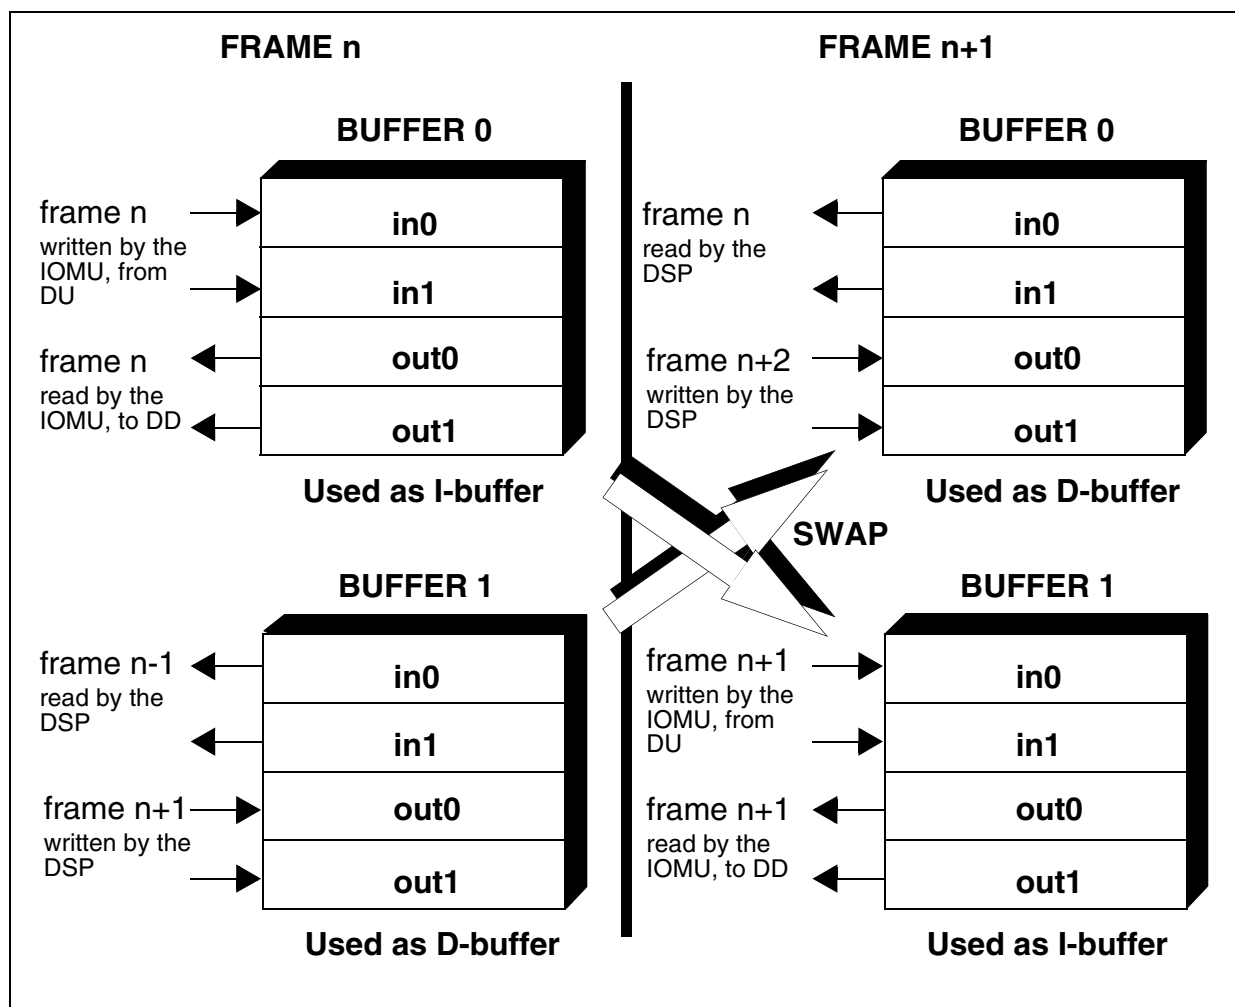 FRAME n
FRAME n+1
BUFFER 0
frame n
written by the
IOMU, from
DU
frame n
read by the
IOMU, to DD
in0
in1
out0
out1
Used as I-buffer
BUFFER 0
frame n
read by the
DSP
frame n+2
written by the
DSP
in0
in1
out0
out1
Used as D-buffer
SWAP
BUFFER 1
frame n-1
read by the
DSP
frame n+1
written by the
DSP
in0
in1
out0
out1
Used as D-buffer
BUFFER 1
frame n+1
written by the
IOMU, from
DU
frame n+1
read by the
IOMU, to DD
in0
in1
out0
out1
Used as I-buffer